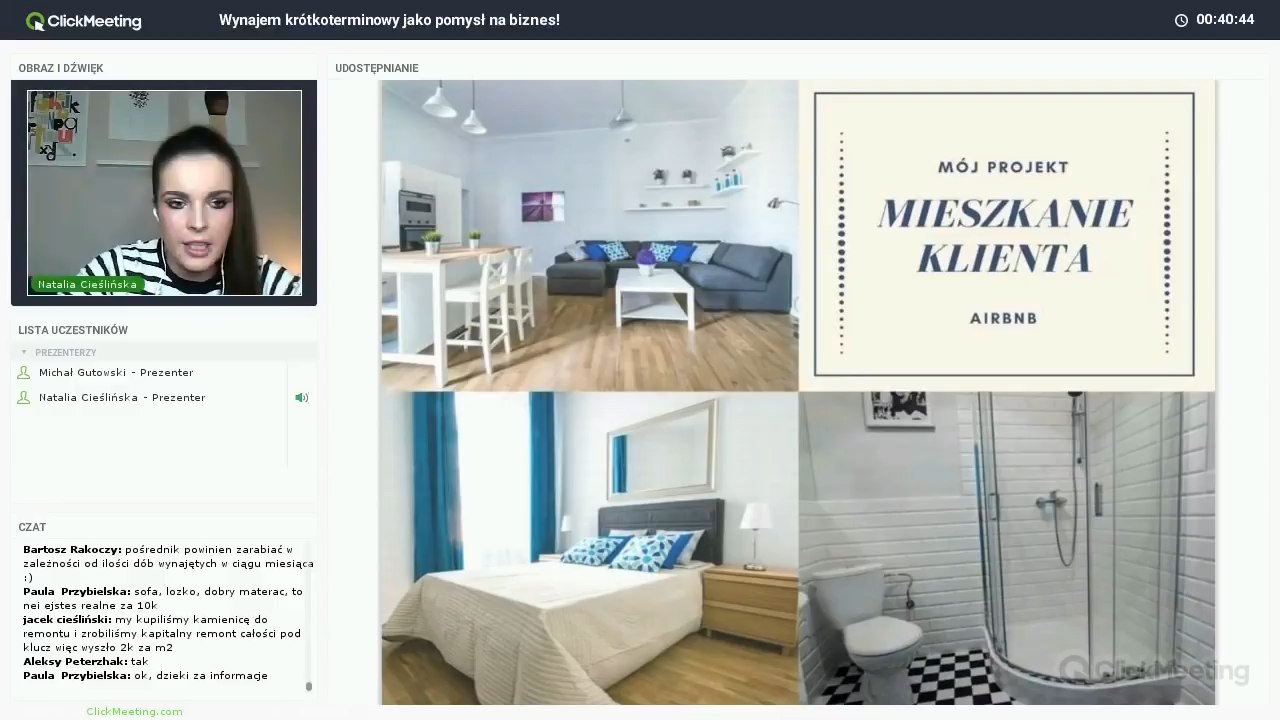 ClickMeeting
Wynajem krótkoterminowy jako pomysł na biznes!
00:40:44
OBRAZ I DŹWIĘK
Natalia Cieślińska
LISTA UCZESTNIKÓW
PREZENTERZY
Michał Gutowski - Prezenter
Natalia Cieślińska - Prezenter
CZAT
Bartosz Rakoczy: pośrednik powinien zarabiać w
zależności od ilości dób wynajętych w ciągu miesiąca
:)
Paula Przybielska: sofa, lozko, dobry materac, to
nei ejstes realne za 10k
jacek cieśliński: my kupiliśmy kamienicę do
remontu i zrobiliśmy kapitalny remont całości pod
klucz więc wyszło 2k za m2
Aleksy Peterzhak: tak
Paula Przybielska: ok, dzieki za informacje
ClickMeeting.com
UDOSTĘPNIANIE
MÓJ PROJEKT
MIESZKANIE
KLIENTA
AIRBNB
ClickMeeting